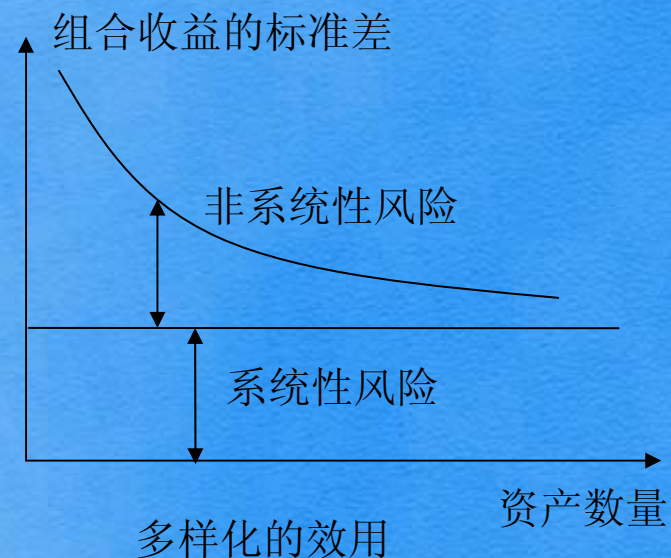 组合收益的标准差
非系统性风险
系统性风险
资产数量
多样化的效用